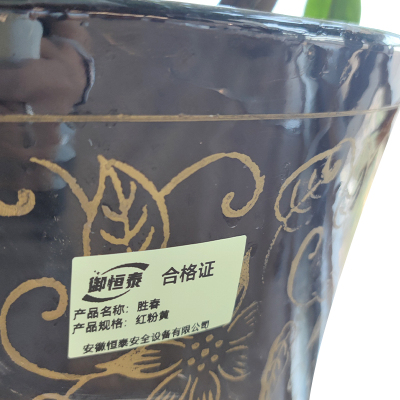 御恒泰 合格证
产品名称：胜春
产品规格：红粉黄
安徽恒泰安全设备有限公司